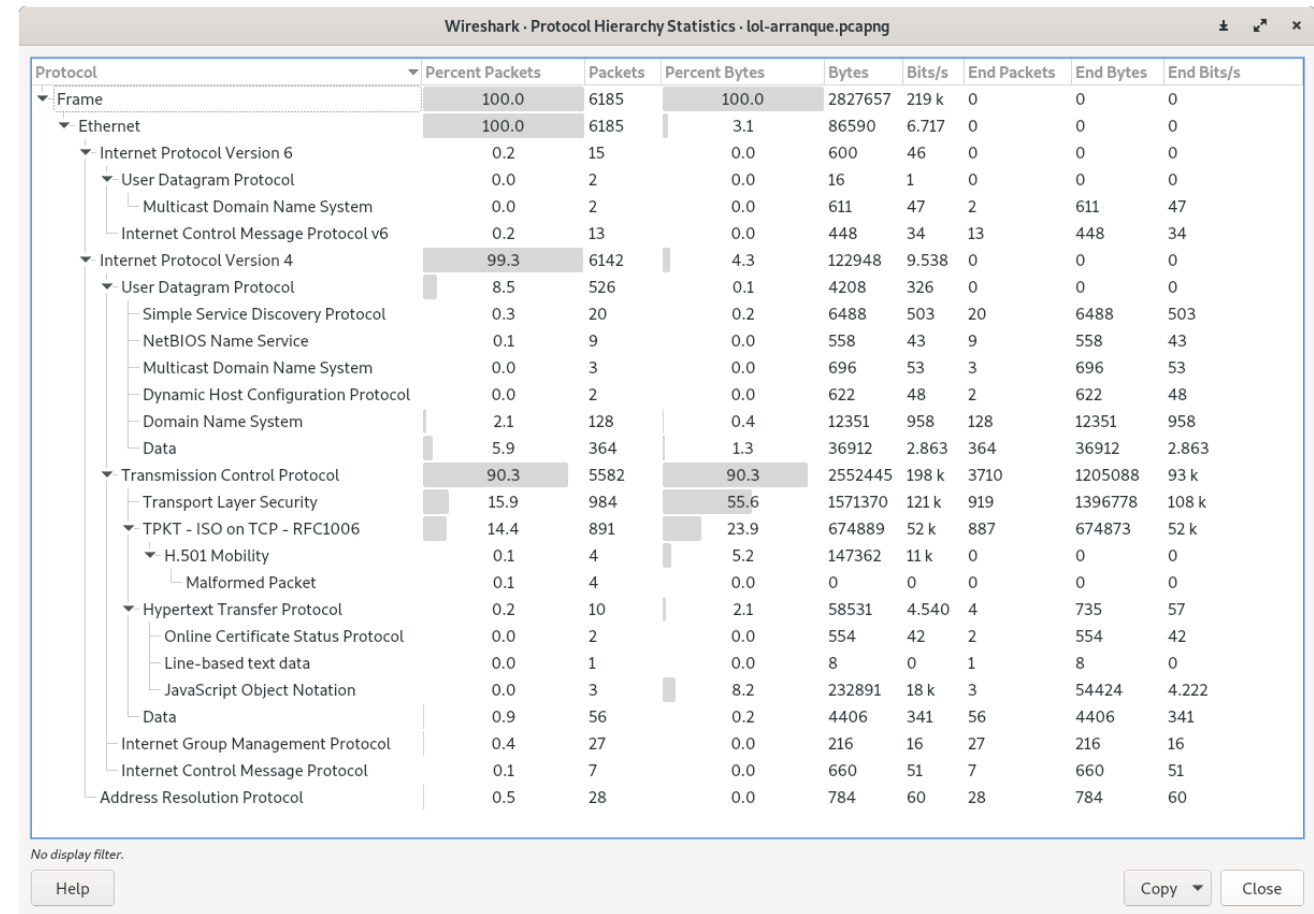 Wireshark · Protocol Hierarchy Statistics · lol-arranque.pcapng
Protocol Percent Packets Packets Percent Bytes Bytes Bits/s End Packets End Bytes End Bits/s
Frame 100.0 6185 100.0 2827657 219 k 0 0 0
Ethernet 100.0 6185 3.1 86590 6.717 0 0 0
Internet Protocol Version 6 0.2 15 0.0 600 46 0 0 0
User Datagram Protocol 0.0 2 0.0 16 1 0 0 0
Multicast Domain Name System 0.0 2 0.0 611 47 2 611 47
Internet Control Message Protocol v6 0.2 13 0.0 448 34 13 448 34
Internet Protocol Version 4 99.3 6142 4.3 122948 9.538 0 0 0
User Datagram Protocol 8.5 526 0.1 4208 326 0 0 0
Simple Service Discovery Protocol 0.3 20 0.2 6488 503 20 6488 503
NetBIOS Name Service 0.1 9 0.0 558 43 9 558 43
Multicast Domain Name System 0.0 3 0.0 696 53 3 696 53
Dynamic Host Configuration Protocol 0.0 2 0.0 622 48 2 622 48
Domain Name System 2.1 128 0.4 12351 958 128 12351 958
Data 5.9 364 1.3 36912 2.863 364 36912 2.863
Transmission Control Protocol 90.3 5582 90.3 2552445 198 k 3710 1205088 93 k
Transport Layer Security 15.9 984 55.6 1571370 121 k 919 1396778 108 k
TPKT - ISO on TCP - RFC1006 14.4 891 23.9 674889 52 k 887 674873 52 k
H.501 Mobility 0.1 4 5.2 147362 11 k 0 0 0
Malformed Packet 0.1 4 0.0 0 0 0 0 0
Hypertext Transfer Protocol 0.2 10 2.1 58531 4.540 4 735 57
Online Certificate Status Protocol 0.0 2 0.0 554 42 2 554 42
Line-based text data 0.0 1 0.0 8 0 1 8 0
JavaScript Object Notation 0.0 3 8.2 232891 18 k 3 54424 4.222
Data 0.9 56 0.2 4406 341 56 4406 341
Internet Group Management Protocol 0.4 27 0.0 216 16 27 216 16
Internet Control Message Protocol 0.1 7 0.0 660 51 7 660 51
Address Resolution Protocol 0.5 28 0.0 784 60 28 784 60
No display filter.
Help Copy Close